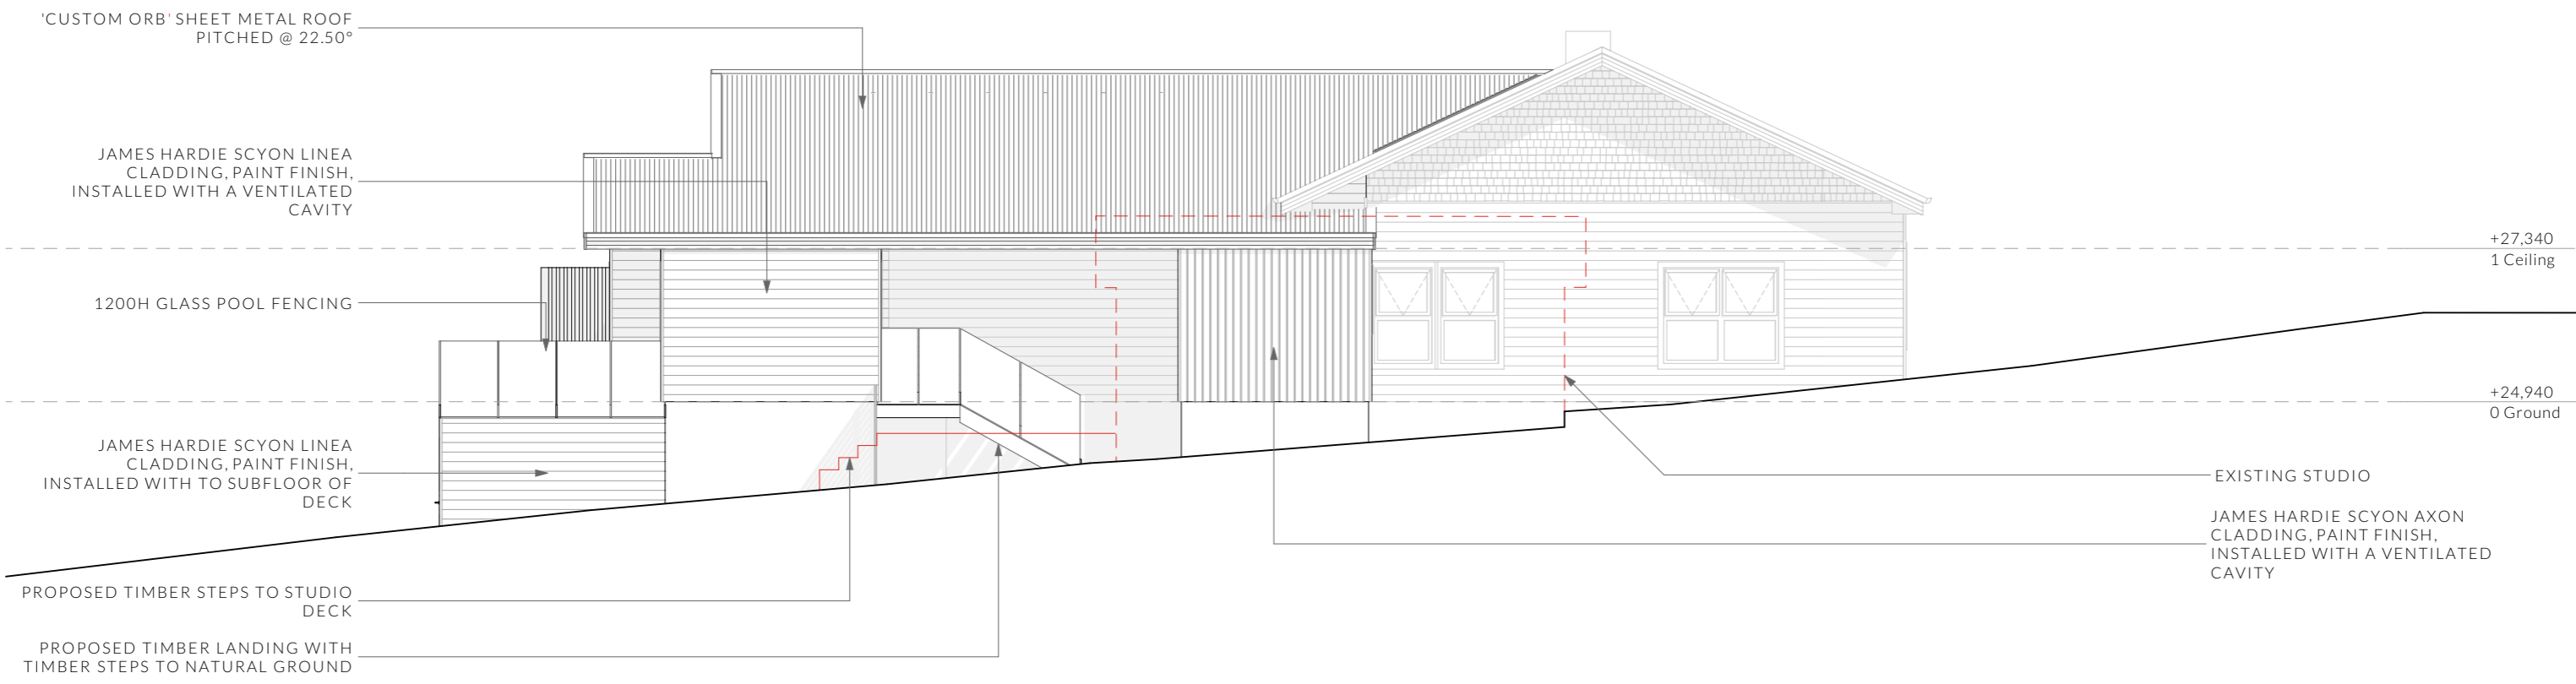 'CUSTOM ORB' SHEET METAL ROOF
PITCHED @ 22.50°
JAMES HARDIE SCYON LINEA
CLADDING, PAINT FINISH,
INSTALLED WITH A VENTILATED
CAVITY
1200H GLASS POOL FENCING
JAMES HARDIE SCYON LINEA
CLADDING, PAINT FINISH,
INSTALLED WITH TO SUBFLOOR OF
DECK
PROPOSED TIMBER STEPS TO STUDIO
DECK
PROPOSED TIMBER LANDING WITH
TIMBER STEPS TO NATURAL GROUND
+27,340
1 Ceiling
+24,940
0 Ground
EXISTING STUDIO
JAMES HARDIE SCYON AXON
CLADDING, PAINT FINISH,
INSTALLED WITH A VENTILATED
CAVITY